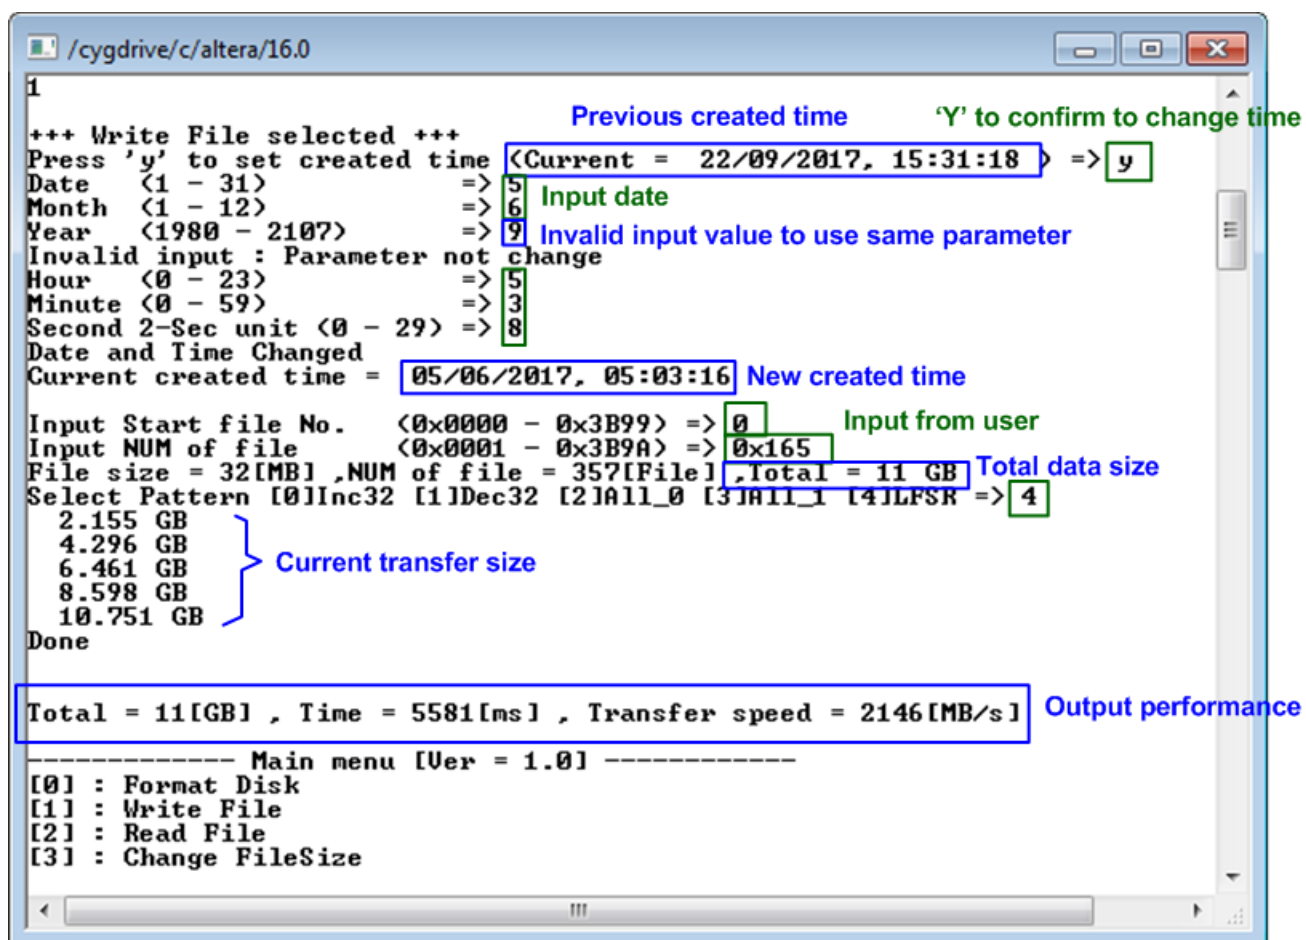 /cygdrive/c/altera/16.0
1
Previous created time 'Y' to confirm to change time
+++ Write File selected +++
Press 'y' to set created time (Current = 22/09/2017, 15:31:18 ) => y
Date (1 - 31) => 5
Input date
Month (1 - 12) => 6
Year (1980 - 2107) => 9 Invalid input value to use same parameter
Invalid input : Parameter not change
Hour (0 - 23) => 5
Minute (0 - 59) => 3
Second 2-Sec unit (0 - 29) => 8
Date and Time Changed
Current created time = 05/06/2017, 05:03:16 New created time
Input Start file No. (0x0000 - 0x3B99) => 0 Input from user
Input NUM of file (0x0001 - 0x3B9A) => 0x165
File size = 32[MB] ,NUM of file = 357[File] ,Total = 11 GB Total data size
Select Pattern [0]Inc32 [1]Dec32 [2]All_0 [3]All_1 [4]LFSR => 4
2.155 GB
4.296 GB
6.461 GB Current transfer size
8.598 GB
10.751 GB
Done
Total = 11[GB] , Time = 5581[ms] , Transfer speed = 2146[MB/s] Output performance
------------- Main menu [Ver = 1.0] ------------
[0] : Format Disk
[1] : Write File
[2] : Read File
[3] : Change FileSize